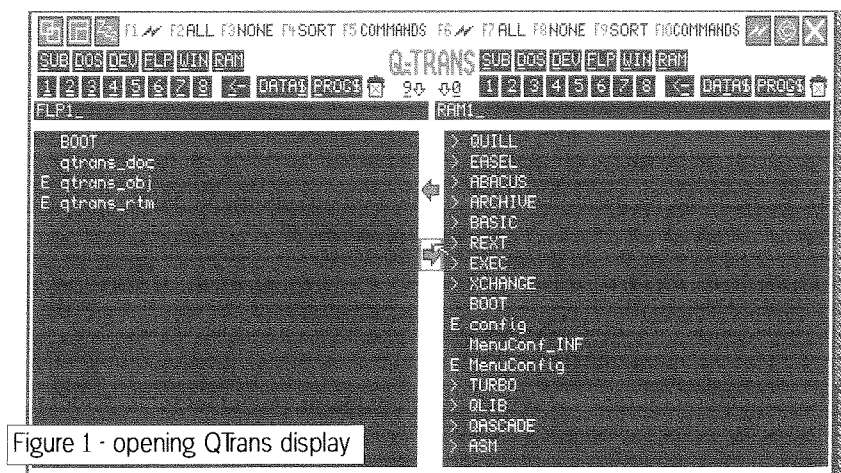 F1 F2ALL F3NONE F4SORT F5COMMANDS F6 F7ALL F8NONE F9SORT F10COMMANDS
SUB DOS DEV FLP WIN RAM
Q-TRANS
SUB DOS DEV FLP WIN RAM
1 2 3 4 5 6 7 8 <- DATA$ PROG$
9 0
1 2 3 4 5 6 7 8 <- DATA$ PROG$
FLP1_
BOOT
qtrans_doc
E qtrans_obj
E qtrans_rtm
RAM1_
> QUILL
> EASEL
> ABACUS
> ARCHIVE
> BASIC
> REXT
> EXEC
> XCHANGE
BOOT
E config
MenuConf_INF
E MenuConfig
> TURBO
> QLIB
> QASCADE
> ASM
Figure 1 - opening QTrans display